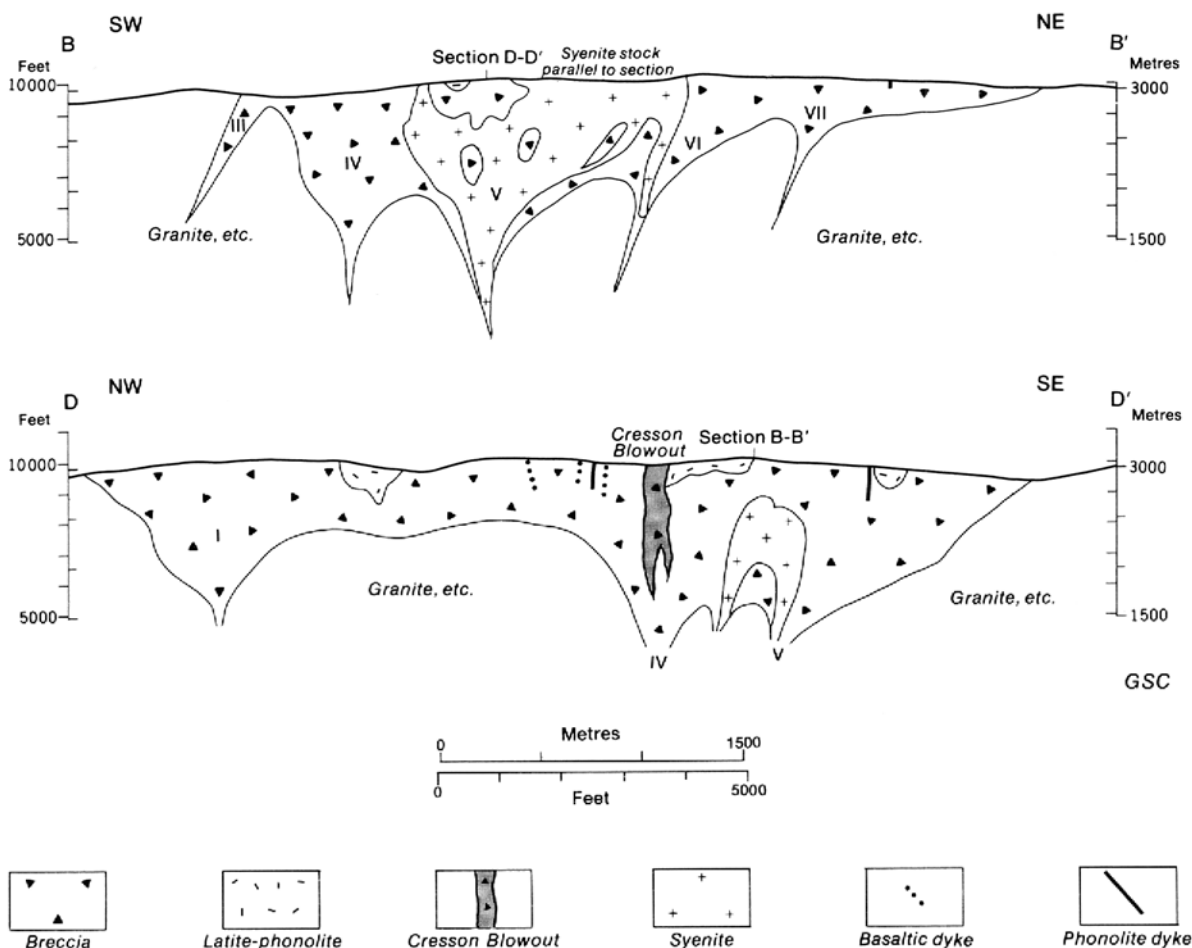 SW
NE
B
Section D-D'
Syenite stock
parallel to section
B'
Feet
Metres
10000
3000
III
IV
V
VI
VII
5000
Granite, etc.
Granite, etc.
1500
NW
SE
D
Cresson
Blowout
Section B-B'
D'
Feet
Metres
10000
3000
I
Granite, etc.
Granite, etc.
5000
1500
IV
V
GSC
Metres
0
1500
0
5000
Feet
Breccia
Latite-phonolite
Cresson Blowout
Syenite
Basaltic dyke
Phonolite dyke